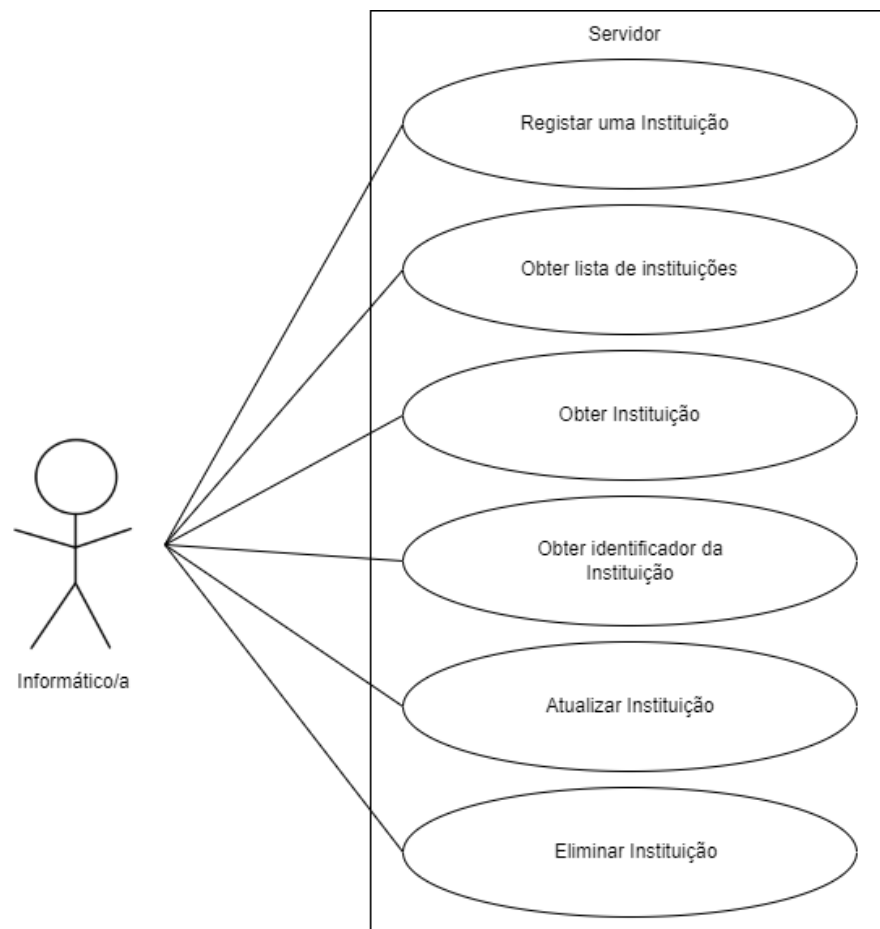 Servidor
Registar uma Instituição
Obter lista de instituições
Obter Instituição
Obter identificador da
Instituição
Informático/a
Atualizar Instituição
Eliminar Instituição